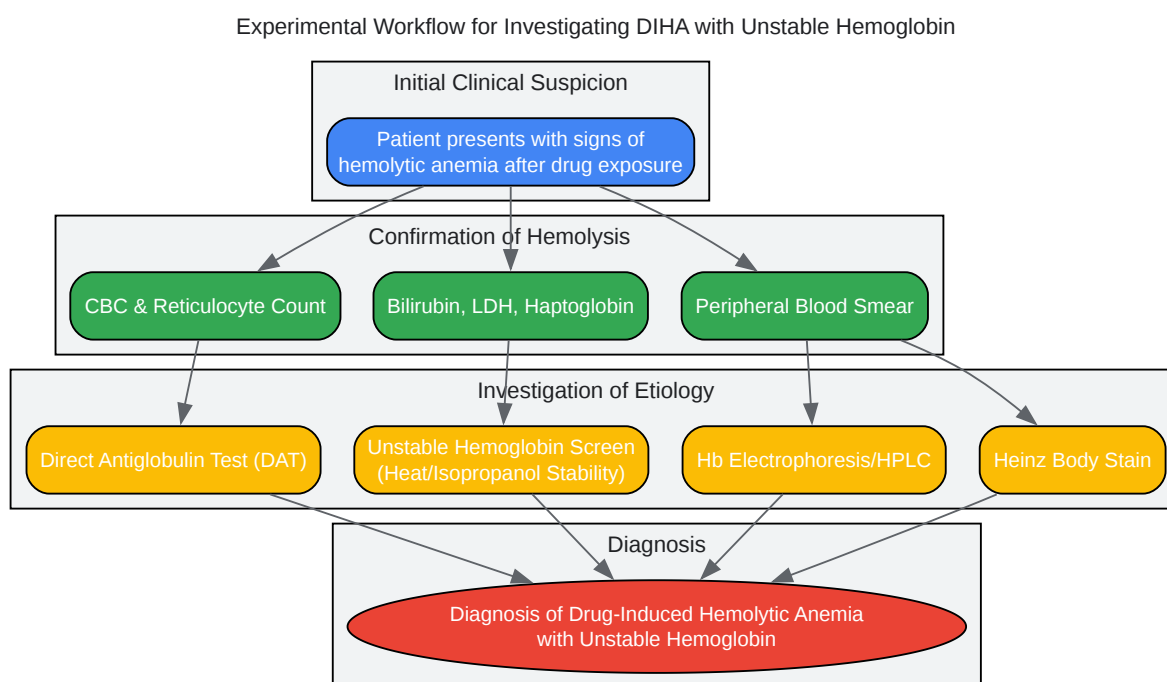 Experimental Workflow for Investigating DIHA with Unstable Hemoglobin
Initial Clinical Suspicion
Patient presents with signs of
hemolytic anemia after drug exposure
Confirmation of Hemolysis
CBC & Reticulocyte Count
Bilirubin, LDH, Haptoglobin
Peripheral Blood Smear
Investigation of Etiology
Direct Antiglobulin Test (DAT)
Unstable Hemoglobin Screen
(Heat/Isopropanol Stability)
Hb Electrophoresis/HPLC
Heinz Body Stain
Diagnosis
Diagnosis of Drug-Induced Hemolytic Anemia
with Unstable Hemoglobin